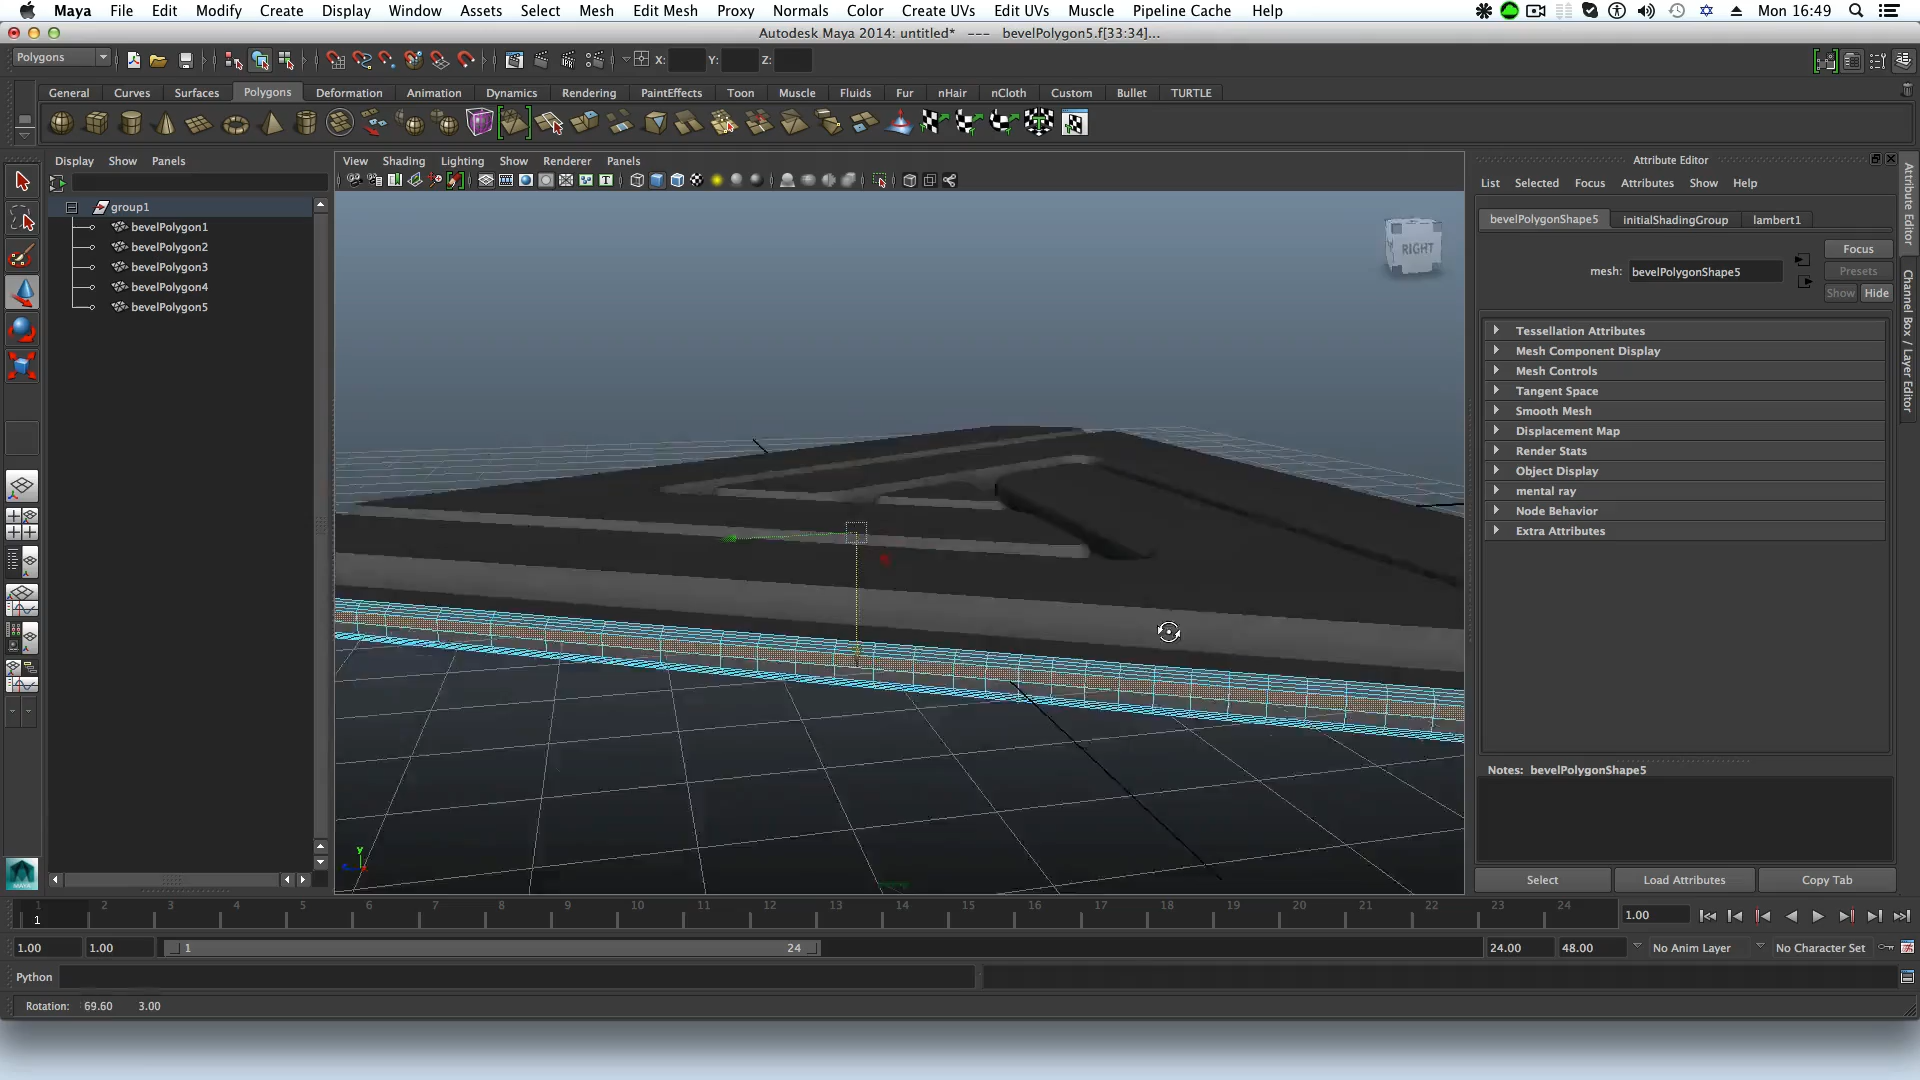 Maya File Edit Modify Create Display Window Assets Select Mesh Edit Mesh Proxy Normals Color Create UVs Edit UVs Muscle Pipeline Cache Help Mon 16:49
Autodesk Maya 2014: untitled* --- bevelPolygon5.f[33:34]...
Polygons X: Y: Z:
General Curves Surfaces Polygons Deformation Animation Dynamics Rendering PaintEffects Toon Muscle Fluids Fur nHair nCloth Custom Bullet TURTLE
Display Show Panels
View Shading Lighting Show Renderer Panels
Attribute Editor
List Selected Focus Attributes Show Help
group1
bevelPolygon1
bevelPolygon2
bevelPolygon3
bevelPolygon4
bevelPolygon5
RIGHT
bevelPolygonShape5 initialShadingGroup lambert1
Focus
mesh: bevelPolygonShape5 Presets
Show Hide
Tessellation Attributes
Mesh Component Display
Mesh Controls
Tangent Space
Smooth Mesh
Displacement Map
Render Stats
Object Display
mental ray
Node Behavior
Extra Attributes
Notes: bevelPolygonShape5
Select Load Attributes Copy Tab
Attribute Editor
Channel Box / Layer Editor
y
MAYA
1 2 3 4 5 6 7 8 9 10 11 12 13 14 15 16 17 18 19 20 21 22 23 24
1 1.00
1.00 1.00 1 24 24.00 48.00 No Anim Layer No Character Set
Python
Rotation: 69.60 3.00